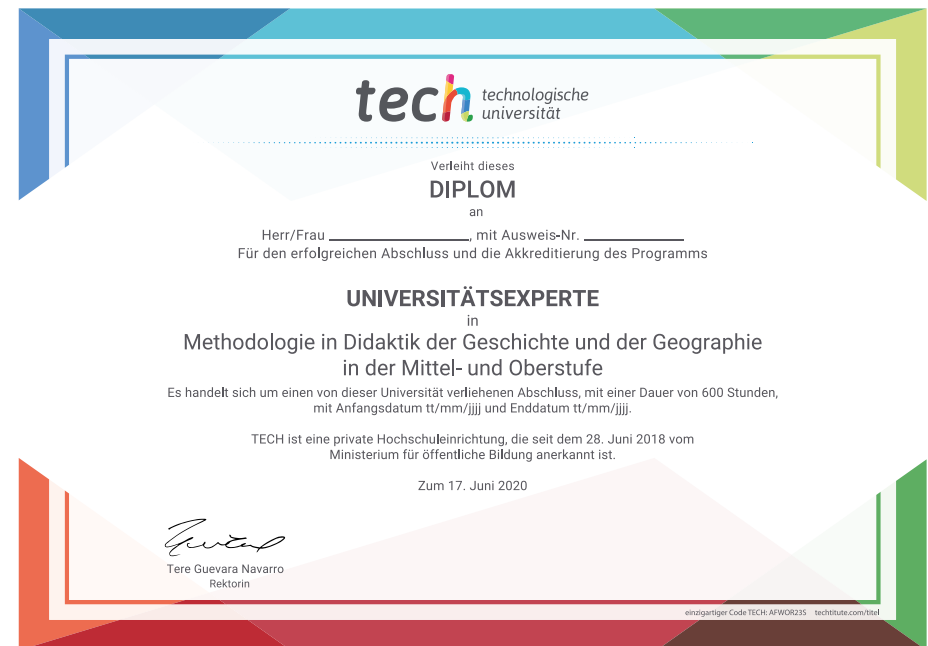 tech technologische
universität
Verleiht dieses
DIPLOM
an
Herr/Frau ____________________, mit Ausweis-Nr. ______________
Für den erfolgreichen Abschluss und die Akkreditierung des Programms
UNIVERSITÄTSEXPERTE
in
Methodologie in Didaktik der Geschichte und der Geographie
in der Mittel- und Oberstufe
Es handelt sich um einen von dieser Universität verliehenen Abschluss, mit einer Dauer von 600 Stunden,
mit Anfangsdatum tt/mm/jjjj und Enddatum tt/mm/jjjj.
TECH ist eine private Hochschuleinrichtung, die seit dem 28. Juni 2018 vom
Ministerium für öffentliche Bildung anerkannt ist.
Zum 17. Juni 2020
Tere Guevara Navarro
Rektorin
einzigartiger Code TECH: AFWOR23S techtitute.com/titel